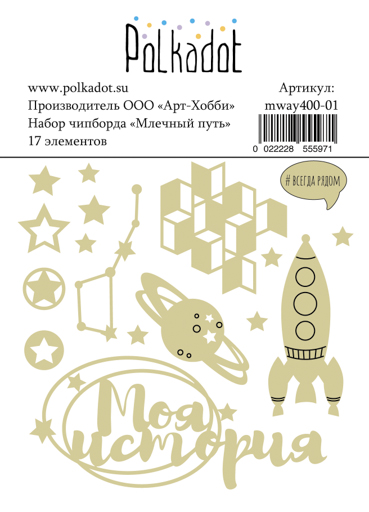 Polkadot
www.polkadot.su
Производитель ООО «Арт-Хобби»
Набор чипборда «Млечный путь»
17 элементов
Артикул:
mway400-01
0 022228 555971
#ВСЕГДА РЯДОМ
Моя
история